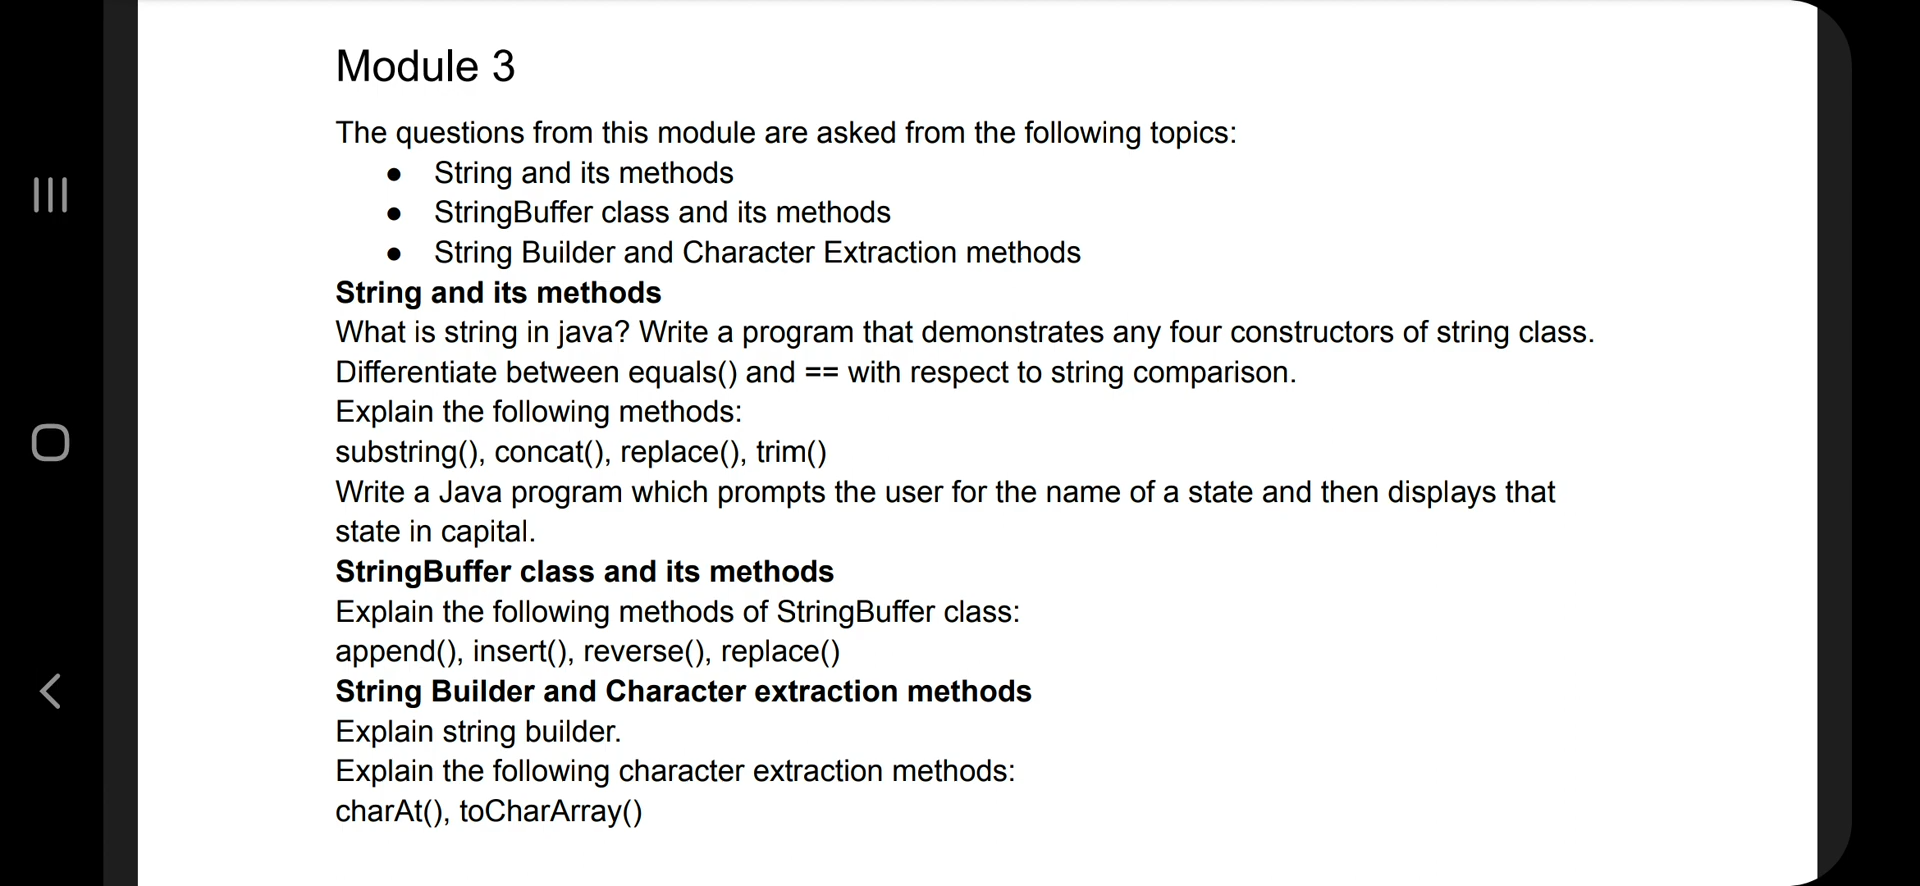 Module 3
The questions from this module are asked from the following topics:
● String and its methods
● StringBuffer class and its methods
● String Builder and Character Extraction methods
String and its methods
What is string in java? Write a program that demonstrates any four constructors of string class.
Differentiate between equals() and == with respect to string comparison.
Explain the following methods:
substring(), concat(), replace(), trim()
Write a Java program which prompts the user for the name of a state and then displays that
state in capital.
StringBuffer class and its methods
Explain the following methods of StringBuffer class:
append(), insert(), reverse(), replace()
String Builder and Character extraction methods
Explain string builder.
Explain the following character extraction methods:
charAt(), toCharArray()